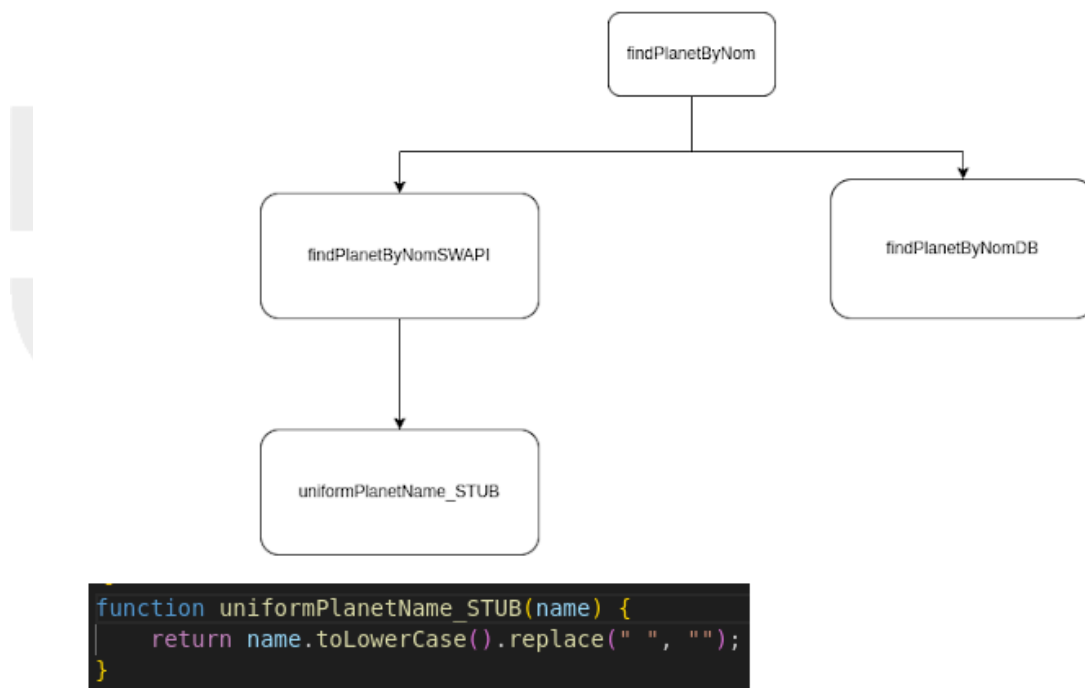 findPlanetByNom
findPlanetByNomSWAPI
findPlanetByNomDB
uniformPlanetName_STUB
function uniformPlanetName_STUB(name) {
return name.toLowerCase().replace(" ", "");
}